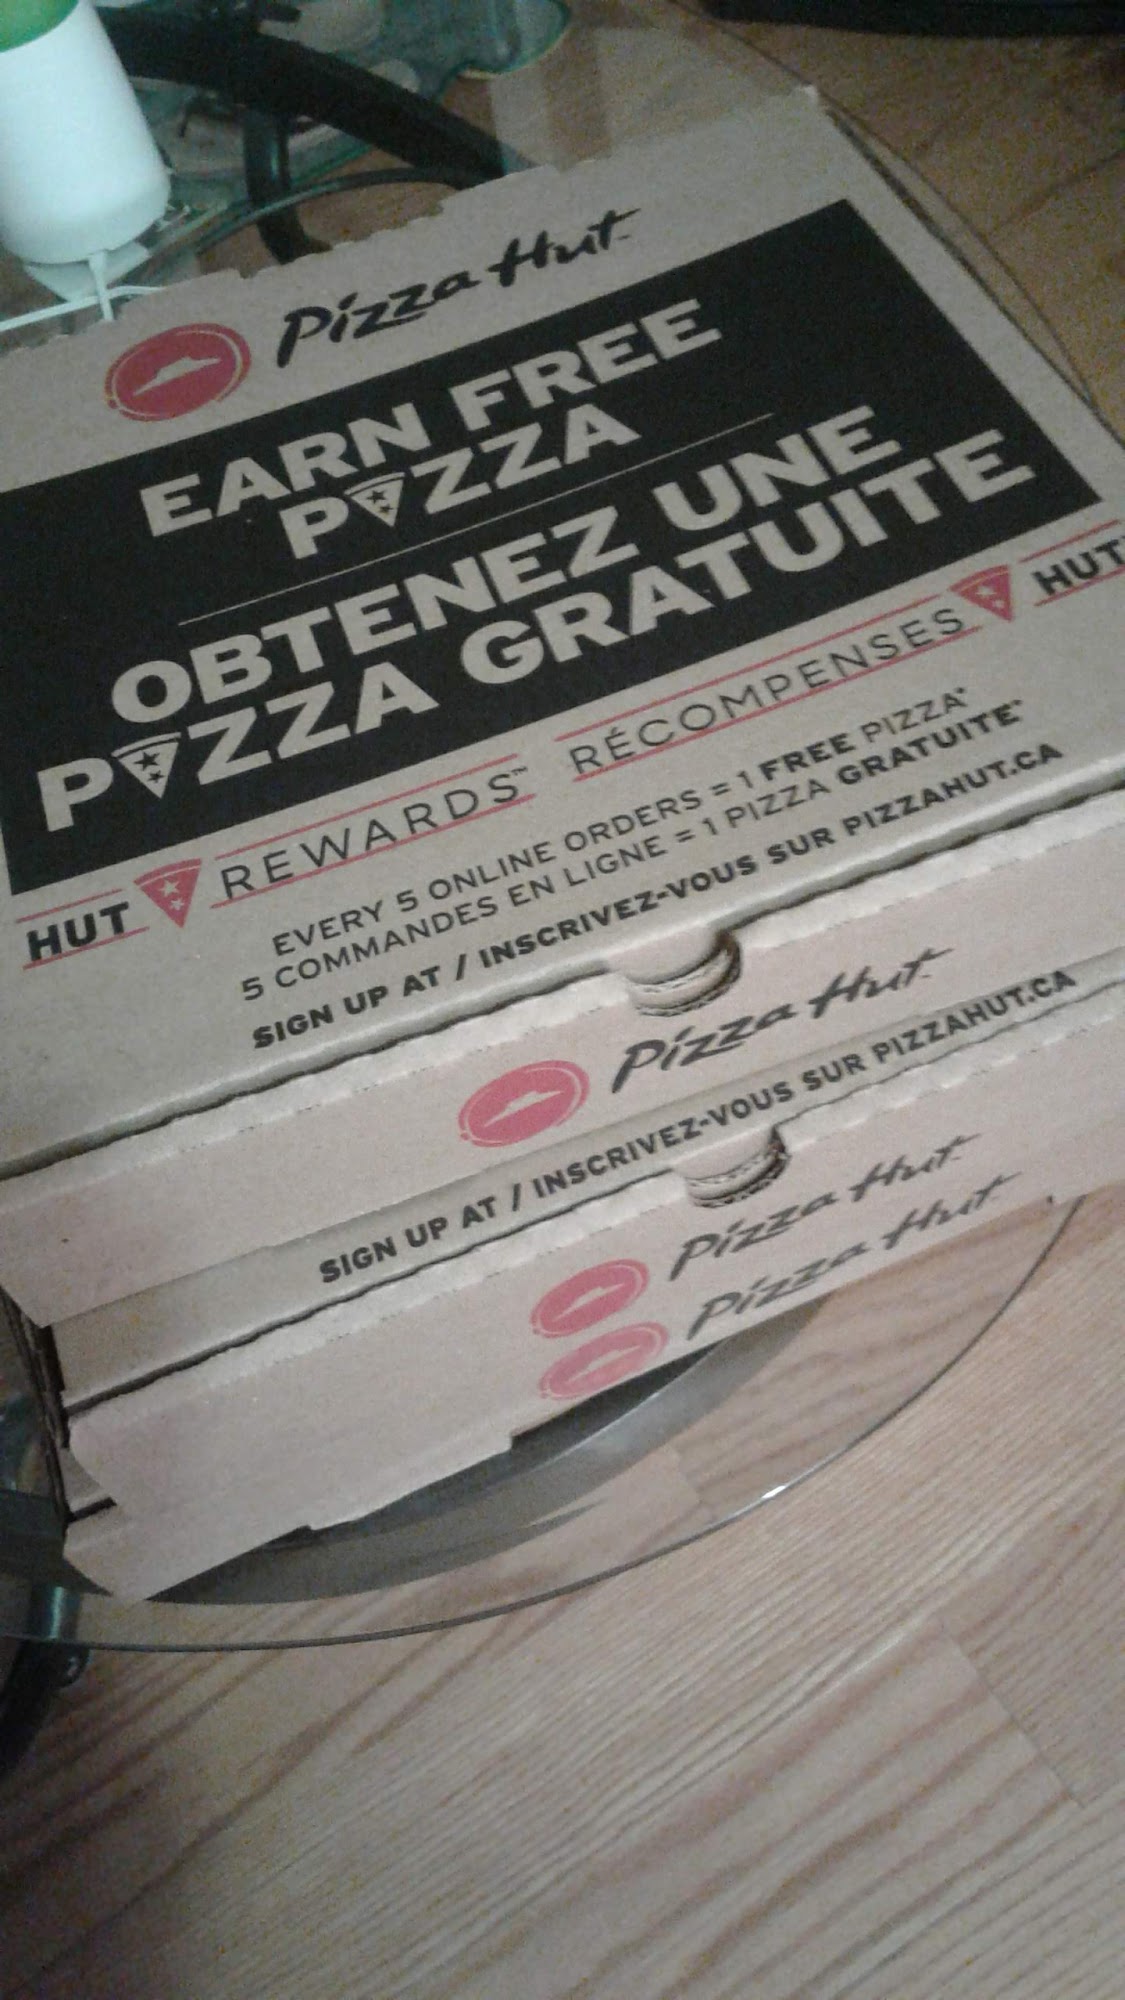 Pizza Hut
EARN FREE
PIZZA
OBTENEZ UNE
PIZZA GRATUITE
HUT REWARDS™ RÉCOMPENSES HUT
EVERY 5 ONLINE ORDERS = 1 FREE PIZZA*
5 COMMANDES EN LIGNE = 1 PIZZA GRATUITE*
SIGN UP AT / INSCRIVEZ-VOUS SUR PIZZAHUT.CA
Pizza Hut
SIGN UP AT / INSCRIVEZ-VOUS SUR PIZZAHUT.CA
Pizza Hut
Pizza Hut